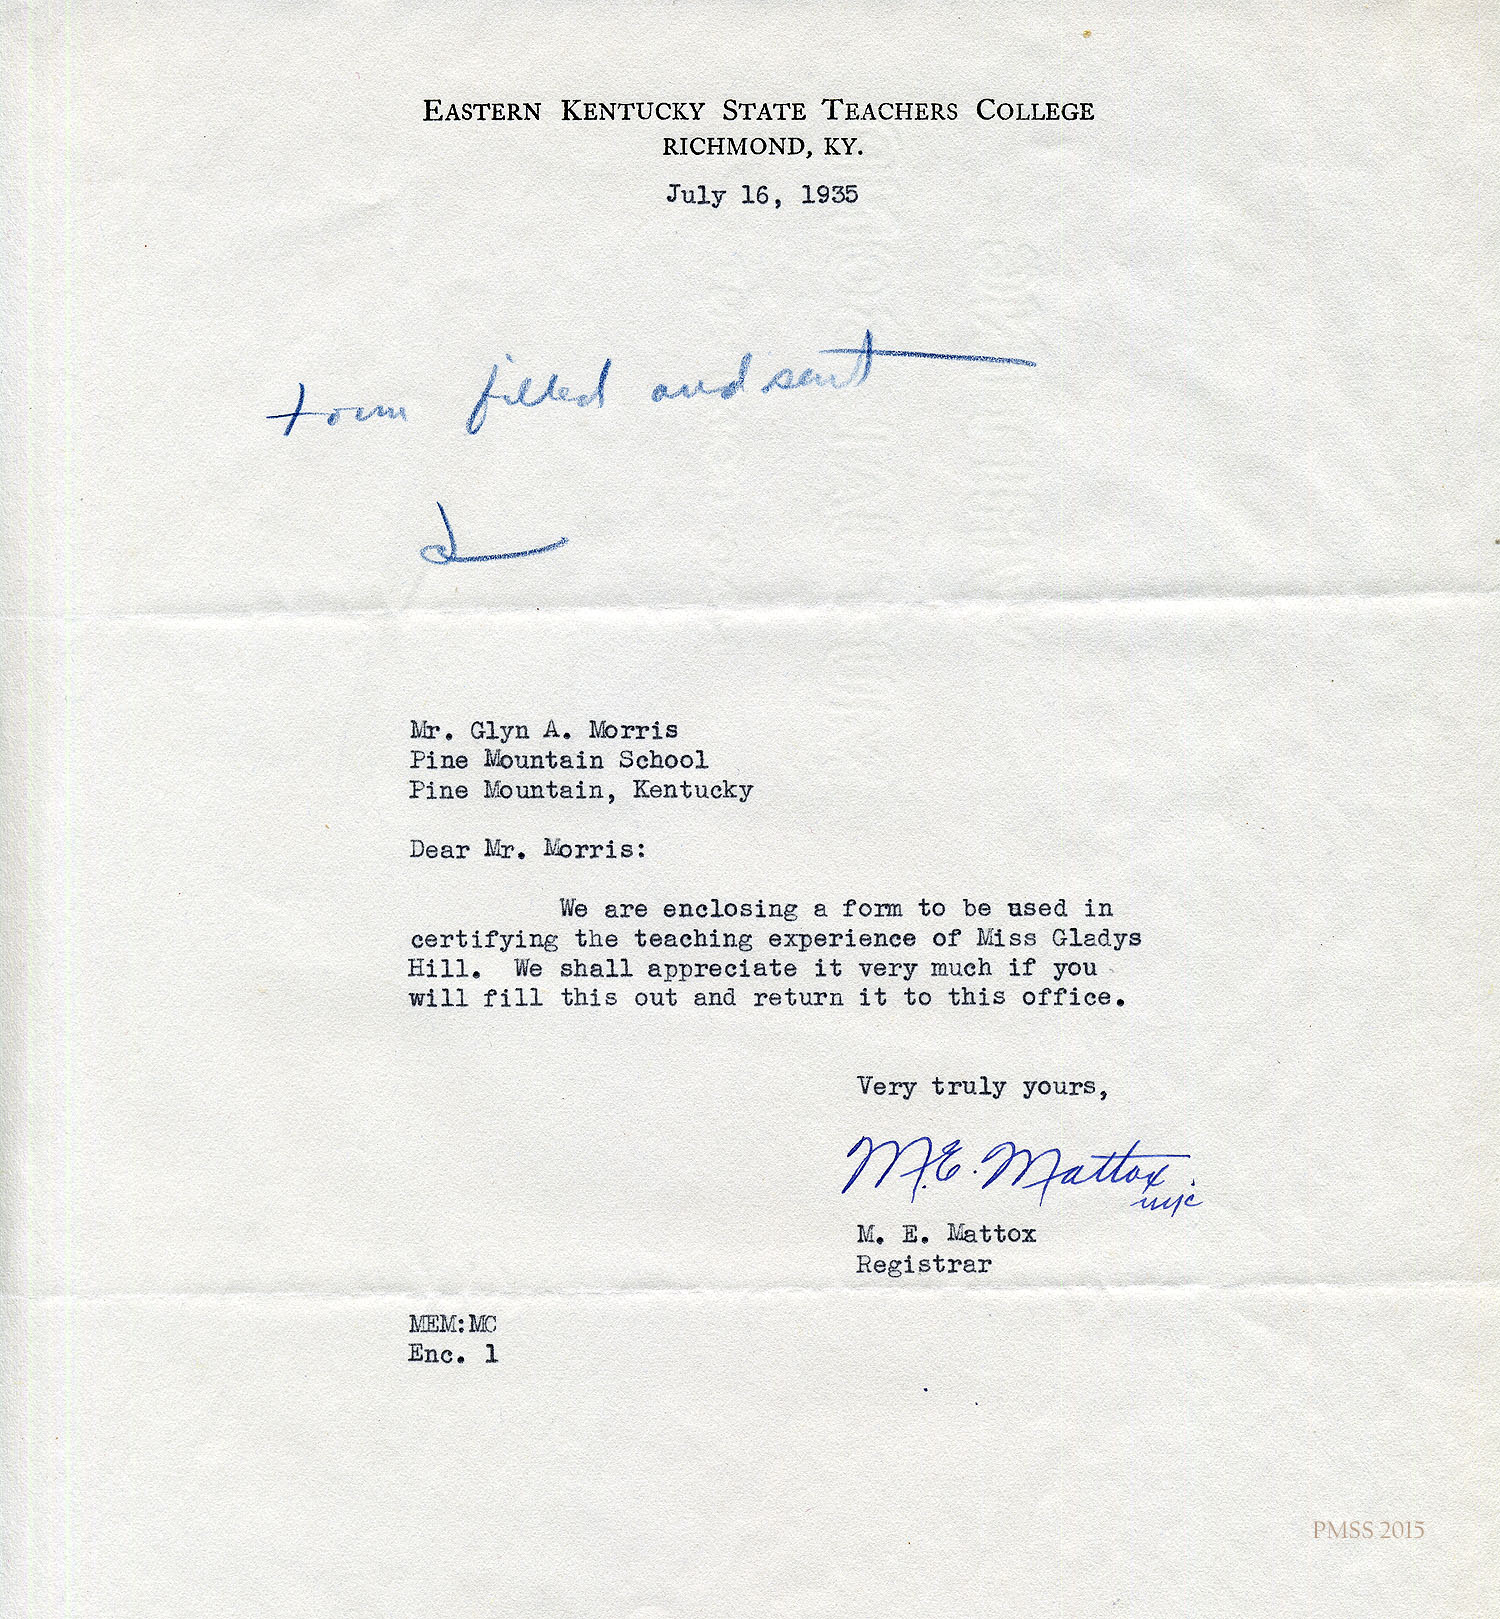 EASTERN KENTUCKY STATE TEACHERS COLLEGE
RICHMOND, KY.
July 16, 1935
form filled and sent
Mr. Glyn A. Morris
Pine Mountain School
Pine Mountain, Kentucky
Dear Mr. Morris:
We are enclosing a form to be used in
certifying the teaching experience of Miss Gladys
Hill. We shall appreciate it very much if you
will fill this out and return it to this office.
Very truly yours,
M. E. Mattox
M. E. Mattox
Registrar
MEM:MC
Enc. 1
PMSS 2015